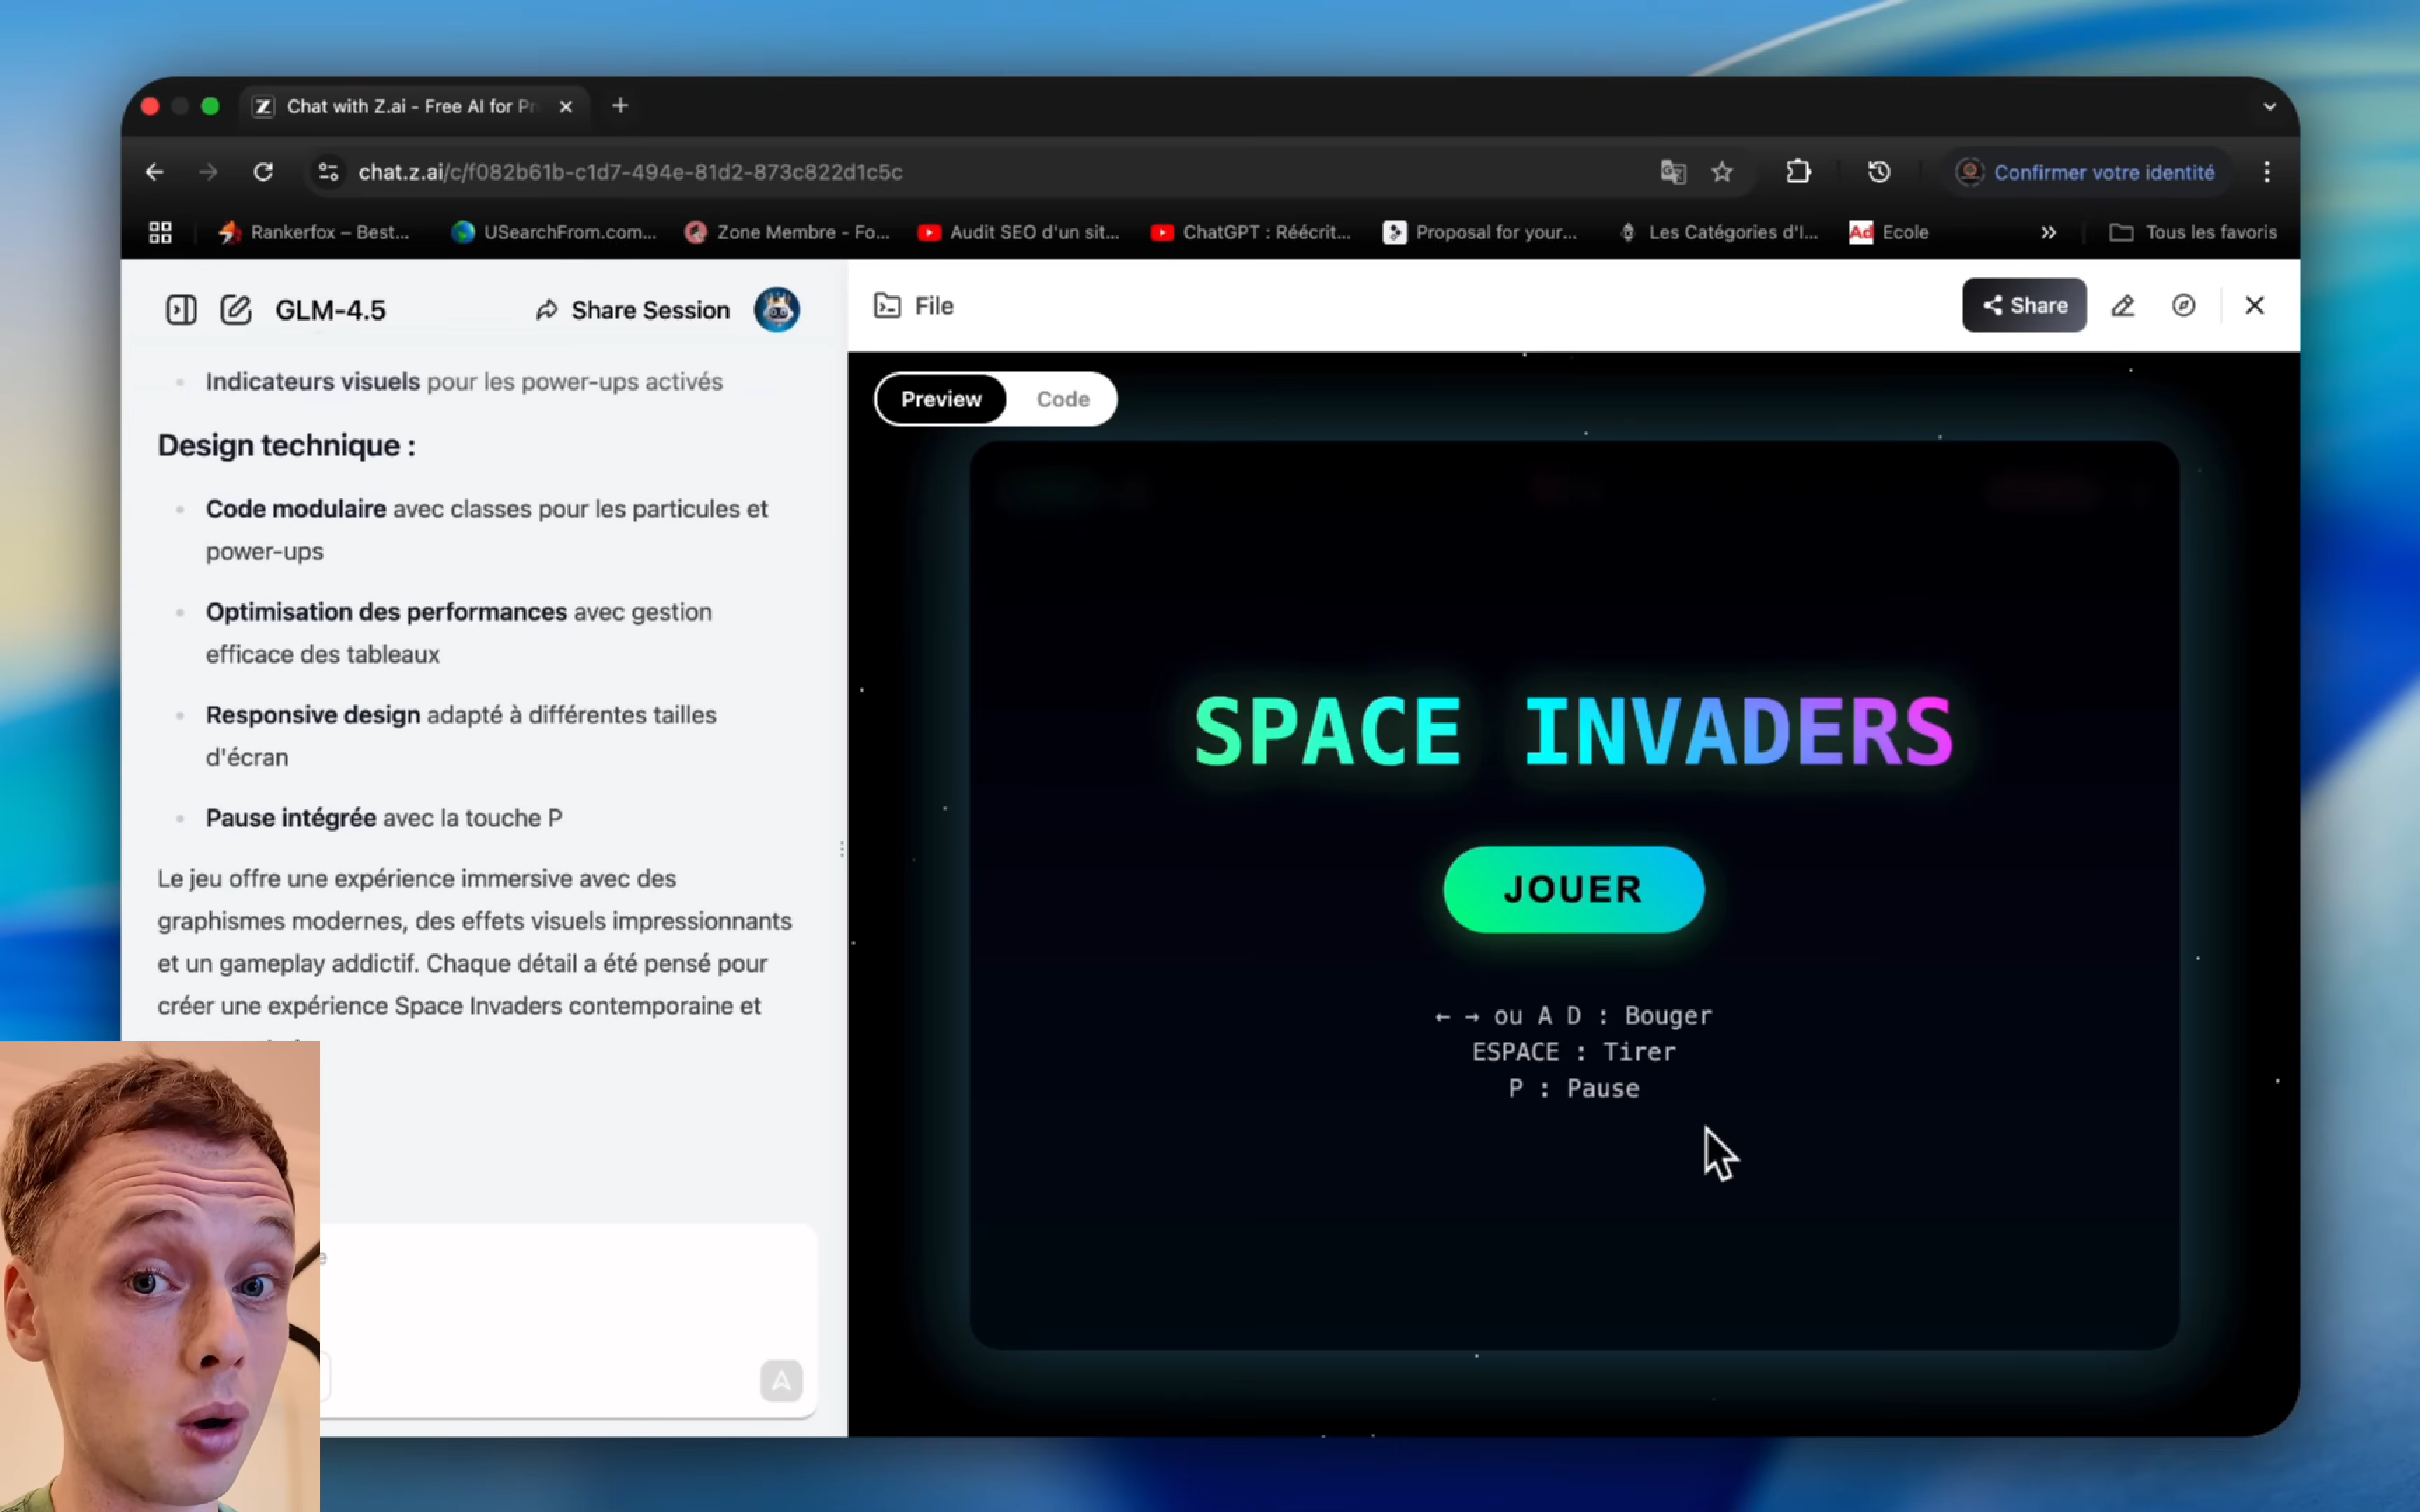 Chat with Z.ai - Free AI for Pr
chat.z.ai/c/f082b61b-c1d7-494e-81d2-873c822d1c5c
Confirmer votre identité
Rankerfox – Best...
USearchFrom.com...
Zone Membre - Fo...
Audit SEO d'un sit...
ChatGPT : Réécrit...
Proposal for your...
Les Catégories d'I...
Ad Ecole
Tous les favoris
GLM-4.5
Share Session
Indicateurs visuels pour les power-ups activés
Design technique :
Code modulaire avec classes pour les particules et
power-ups
Optimisation des performances avec gestion
efficace des tableaux
Responsive design adapté à différentes tailles
d'écran
Pause intégrée avec la touche P
Le jeu offre une expérience immersive avec des
graphismes modernes, des effets visuels impressionnants
et un gameplay addictif. Chaque détail a été pensé pour
créer une expérience Space Invaders contemporaine et
File
Share
Preview
Code
SPACE INVADERS
JOUER
← → ou A D : Bouger
ESPACE : Tirer
P : Pause